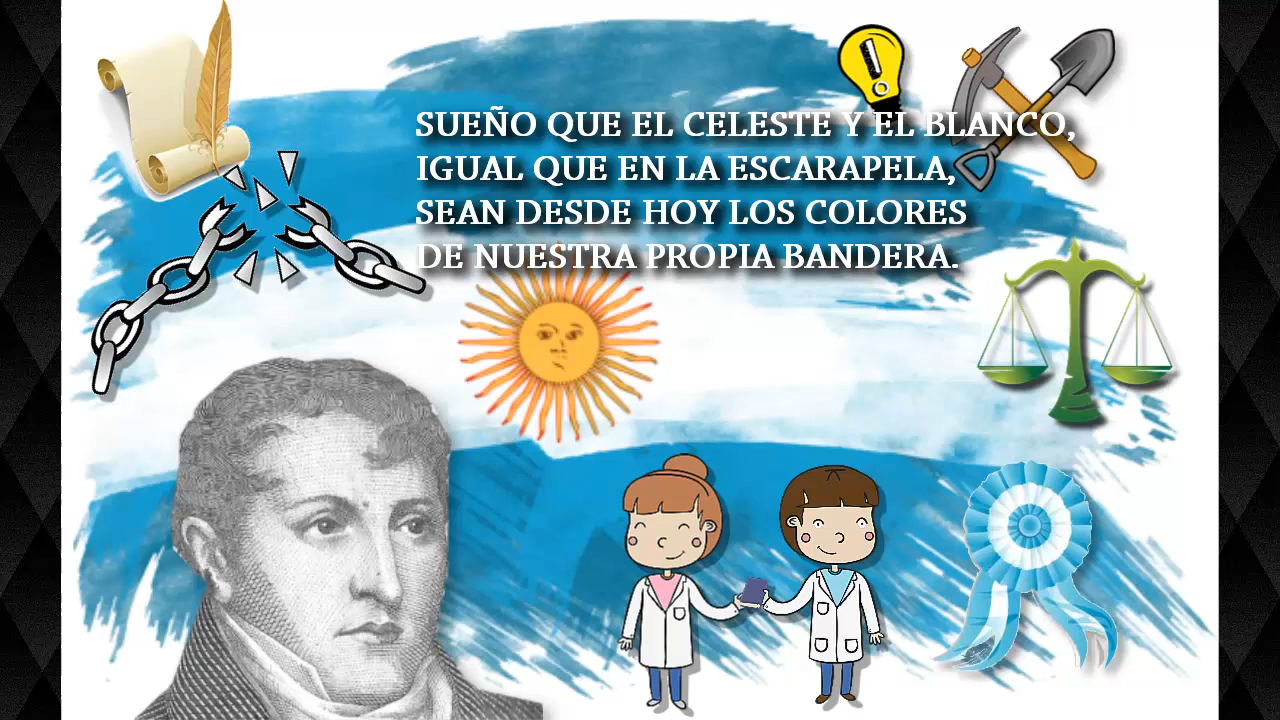 SUEÑO QUE EL CELESTE Y EL BLANCO,
IGUAL QUE EN LA ESCARAPELA,
SEAN DESDE HOY LOS COLORES
DE NUESTRA PROPIA BANDERA.